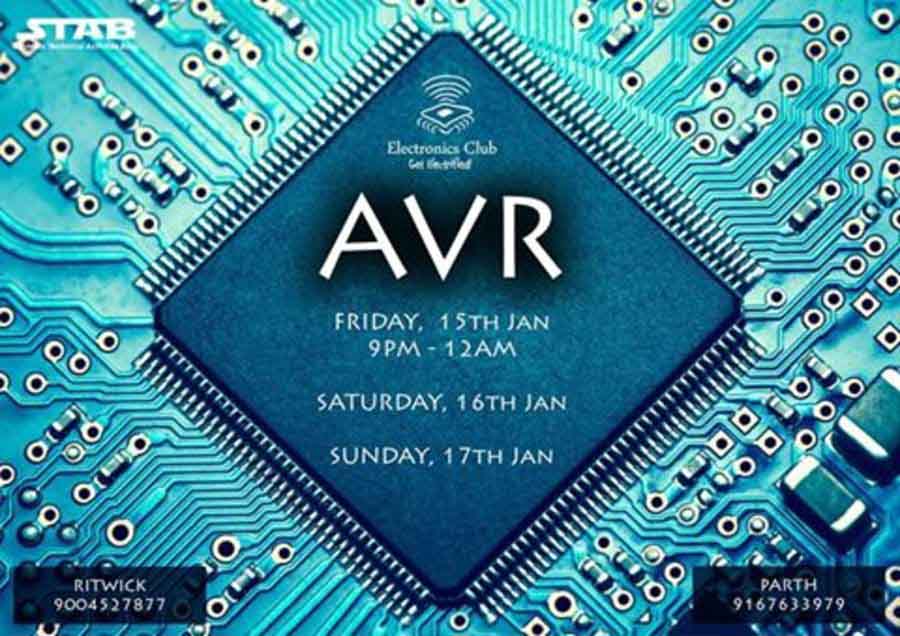 STAB
Electronics Club
Get Electrified
AVR
FRIDAY, 15TH JAN
9PM - 12AM
SATURDAY, 16TH JAN
SUNDAY, 17TH JAN
RITWICK
9004527877
PARTH
9167633979